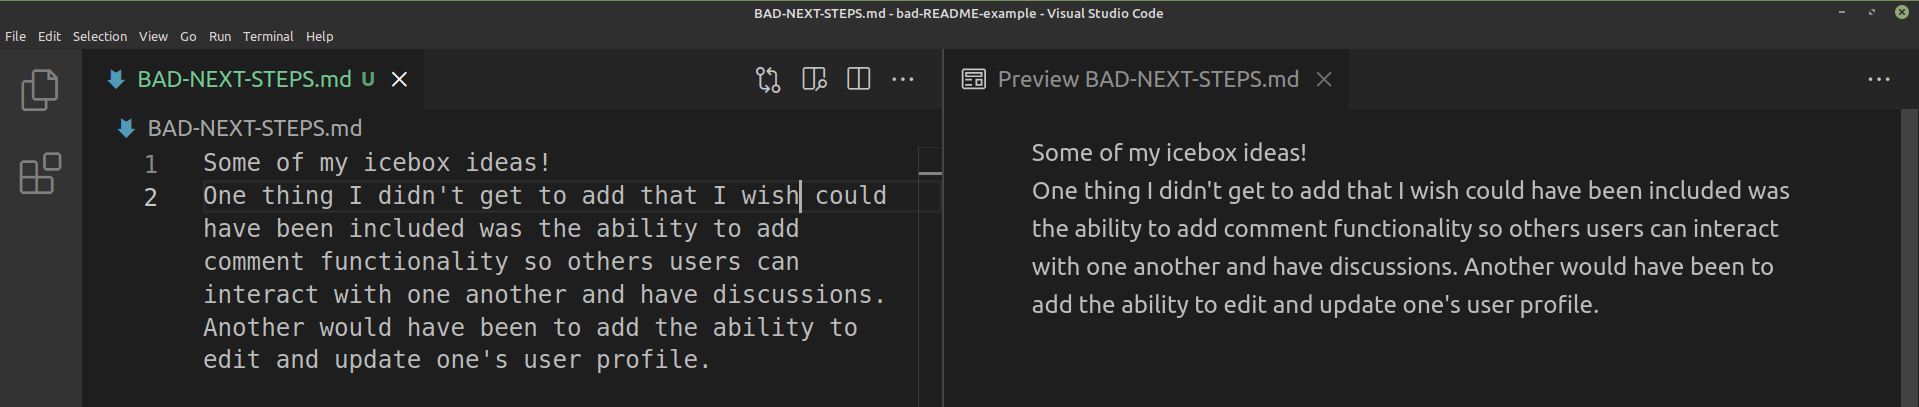 BAD-NEXT-STEPS.md - bad-README-example - Visual Studio Code
File Edit Selection View Go Run Terminal Help
BAD-NEXT-STEPS.md U
Preview BAD-NEXT-STEPS.md
BAD-NEXT-STEPS.md
1 Some of my icebox ideas!
2 One thing I didn't get to add that I wish could
have been included was the ability to add
comment functionality so others users can
interact with one another and have discussions.
Another would have been to add the ability to
edit and update one's user profile.
Some of my icebox ideas!
One thing I didn't get to add that I wish could have been included was
the ability to add comment functionality so others users can interact
with one another and have discussions. Another would have been to
add the ability to edit and update one's user profile.